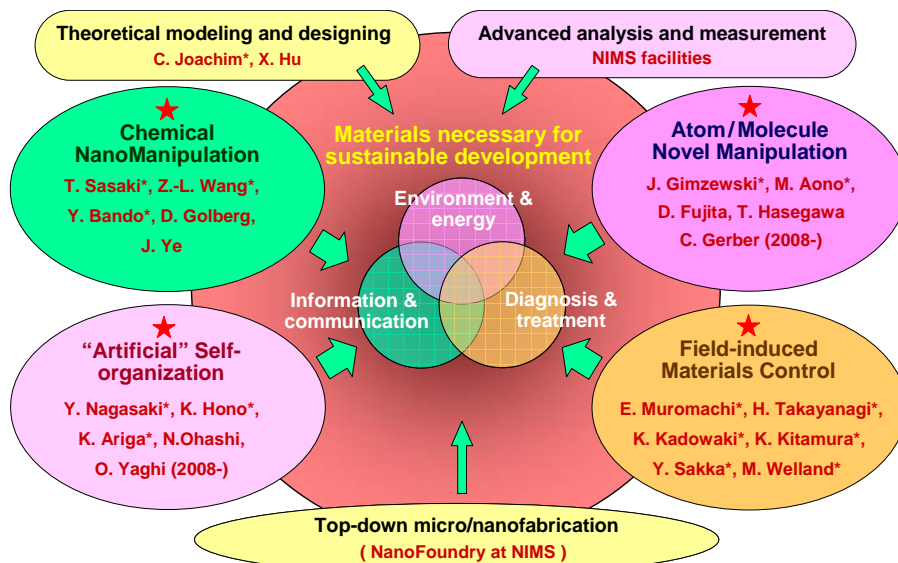 Theoretical modeling and designing
C. Joachim*, X. Hu
Advanced analysis and measurement
NIMS facilities
Chemical
NanoManipulation
T. Sasaki*, Z.-L. Wang*,
Y. Bando*, D. Golberg,
J. Ye
Materials necessary for
sustainable development
Atom/Molecule
Novel Manipulation
J. Gimzewski*, M. Aono*,
D. Fujita, T. Hasegawa
C. Gerber (2008-)
Environment &
energy
Information &
communication
Diagnosis &
treatment
“Artificial” Self-
organization
Y. Nagasaki*, K. Hono*,
K. Ariga*, N.Ohashi,
O. Yaghi (2008-)
Field-induced
Materials Control
E. Muromachi*, H. Takayanagi*,
K. Kadowaki*, K. Kitamura*,
Y. Sakka*, M. Welland*
Top-down micro/nanofabrication
( NanoFoundry at NIMS )